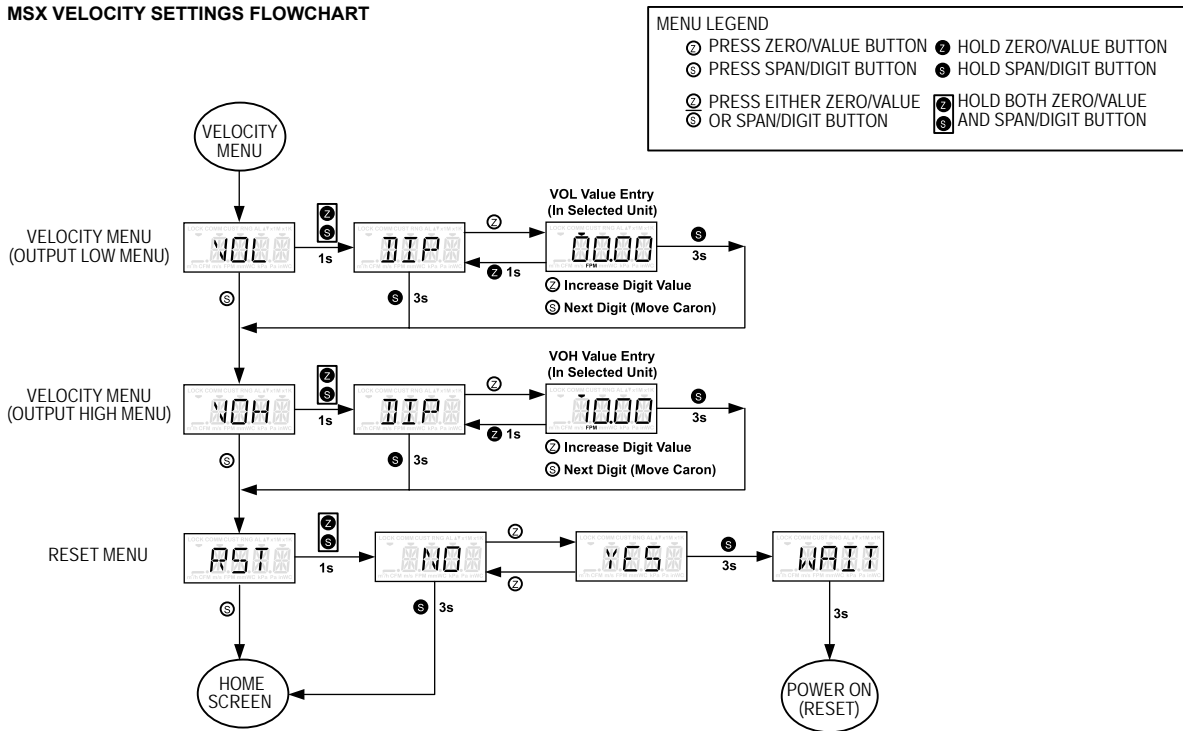 MSX VELOCITY SETTINGS FLOWCHART
MENU LEGEND
Z PRESS ZERO/VALUE BUTTON
Z HOLD ZERO/VALUE BUTTON
S PRESS SPAN/DIGIT BUTTON
S HOLD SPAN/DIGIT BUTTON
Z PRESS EITHER ZERO/VALUE
S OR SPAN/DIGIT BUTTON
Z HOLD BOTH ZERO/VALUE
S AND SPAN/DIGIT BUTTON
VELOCITY
MENU
VELOCITY MENU
(OUTPUT LOW MENU)
VOL
Z
S
1s
DIP
Z
Z 1s
VOL Value Entry
(In Selected Unit)
00.00
FPM
S
3s
Z Increase Digit Value
S Next Digit (Move Caron)
S
S 3s
VELOCITY MENU
(OUTPUT HIGH MENU)
VOH
Z
S
1s
DIP
Z
Z 1s
VOH Value Entry
(In Selected Unit)
10.00
FPM
S
3s
Z Increase Digit Value
S Next Digit (Move Caron)
S
S 3s
RESET MENU
RST
Z
S
1s
NO
Z
Z
YES
S
3s
WAIT
S
S 3s
3s
HOME
SCREEN
POWER ON
(RESET)